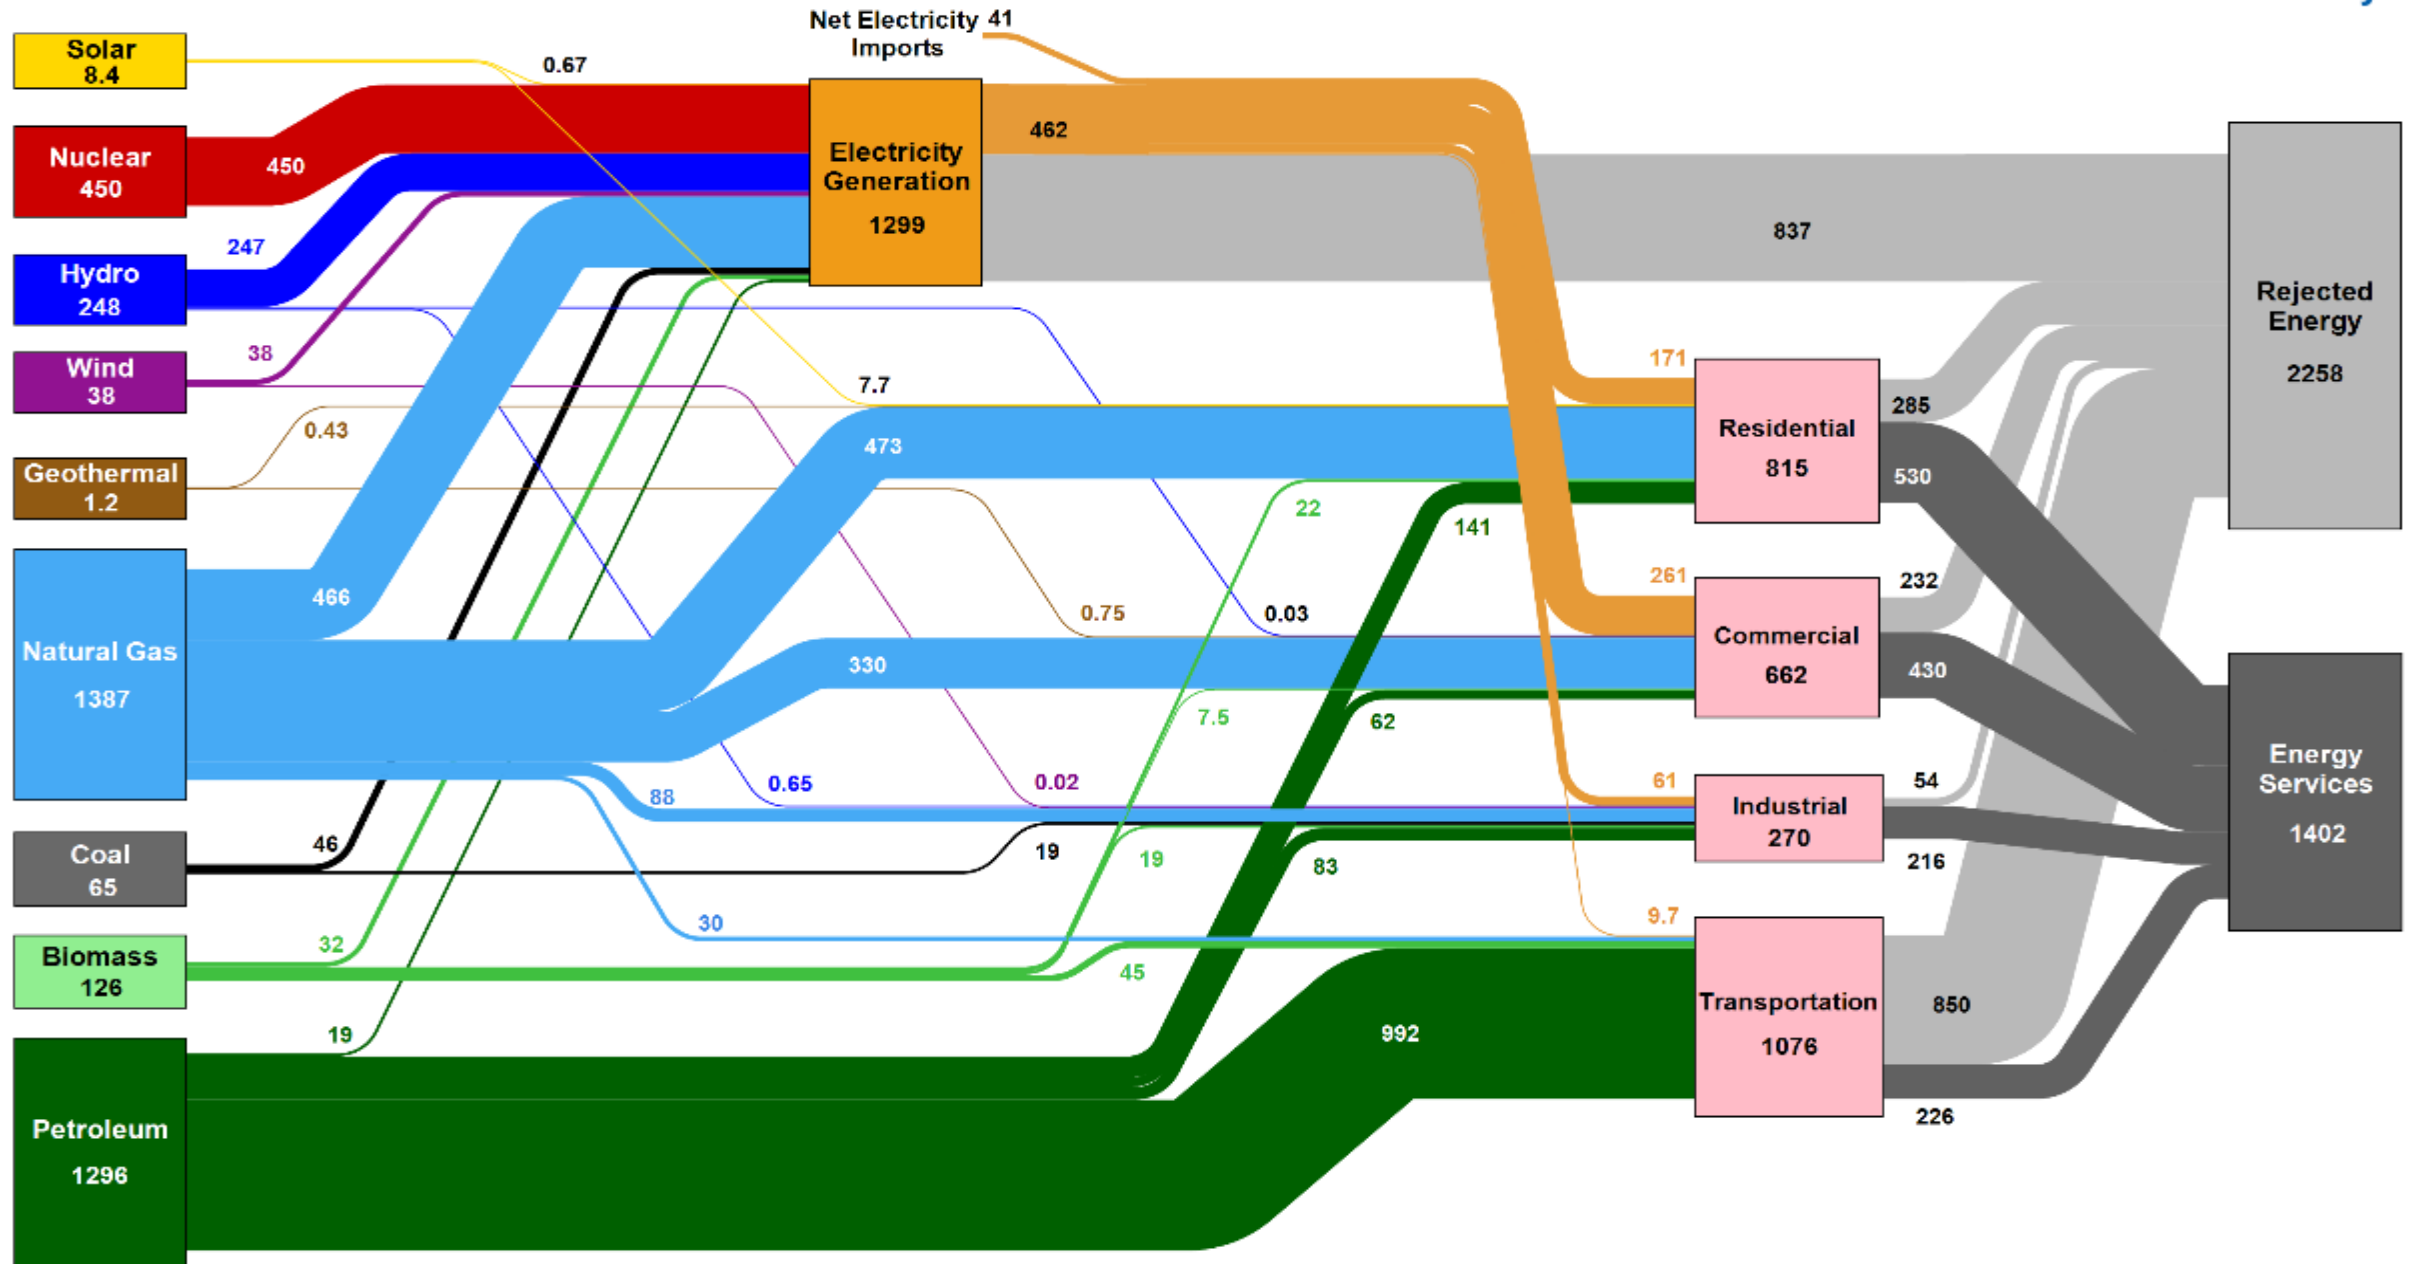 Net Electricity 41
Imports
Solar
8.4
0.67
Nuclear
450
450
Electricity
Generation
1299
462
837
Rejected
Energy
2258
247
Hydro
248
38
Wind
38
7.7
171
0.43
473
Residential
815
285
530
Geothermal
1.2
22
141
466
0.75
0.03
261
Commercial
662
232
430
Natural Gas
1387
330
7.5
62
Energy
Services
1402
88
0.65
0.02
61
Industrial
270
54
216
Coal
65
46
19
19
83
Biomass
126
32
30
45
9.7
Transportation
1076
850
226
Petroleum
1296
19
992